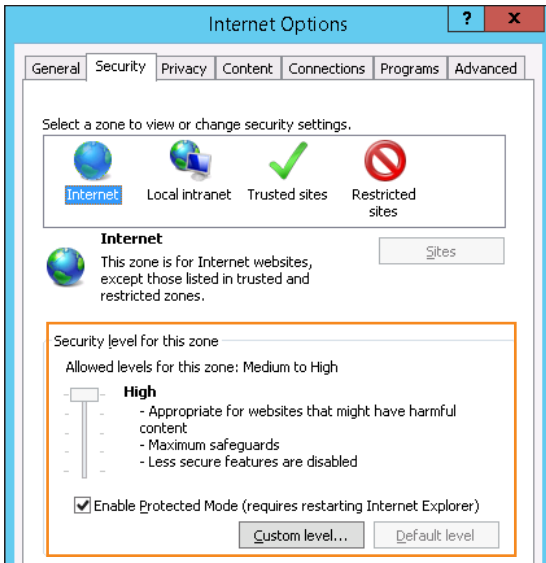 Internet Options
?
x
General Security Privacy Content Connections Programs Advanced
Select a zone to view or change security settings.
Internet Local intranet Trusted sites Restricted
sites
Internet
Sites
This zone is for Internet websites,
except those listed in trusted and
restricted zones.
Security level for this zone
Allowed levels for this zone: Medium to High
High
- Appropriate for websites that might have harmful
content
- Maximum safeguards
- Less secure features are disabled
Enable Protected Mode (requires restarting Internet Explorer)
Custom level... Default level